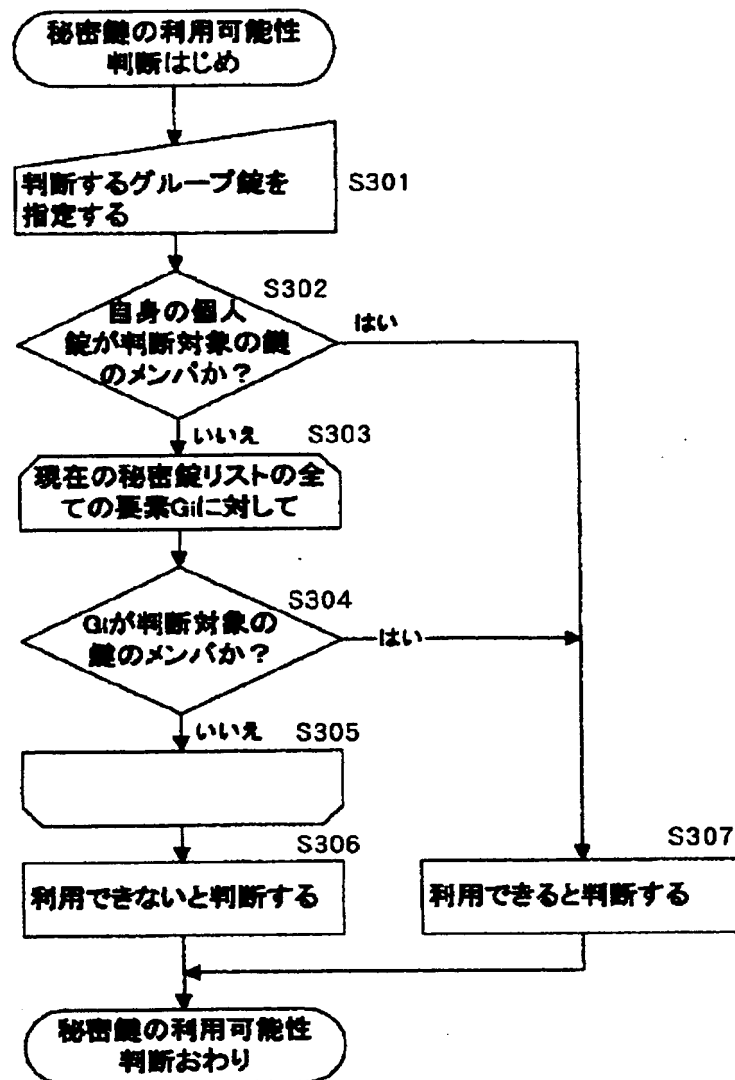 秘密鍵の利用可能性
判断はじめ
判断するグループ錠を
指定する
S301
S302
自身の個人
錠が判断対象の鍵
のメンバか？
はい
いいえ
S303
現在の秘密錠リストの全
ての要素Giに対して
S304
Giが判断対象の
鍵のメンバか？
はい
いいえ
S305
S306
利用できないと判断する
S307
利用できると判断する
秘密鍵の利用可能性
判断おわり